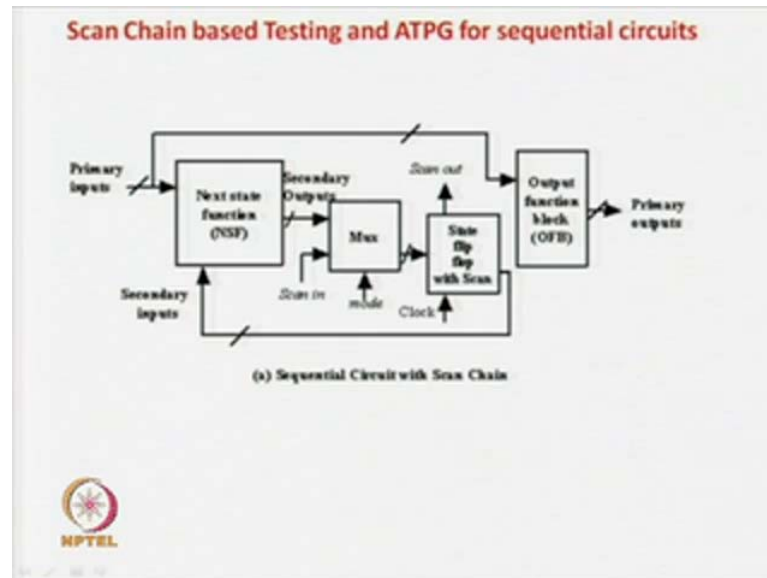 Scan Chain based Testing and ATPG for sequential circuits
Primary
inputs
Next state
function
(NSF)
Secondary
Outputs
Scan in
Mux
mode
Scan out
State
flip
flop
with Scan
Clock
Output
function
block
(OFB)
Primary
outputs
Secondary
inputs
(a) Sequential Circuit with Scan Chain
NPTEL